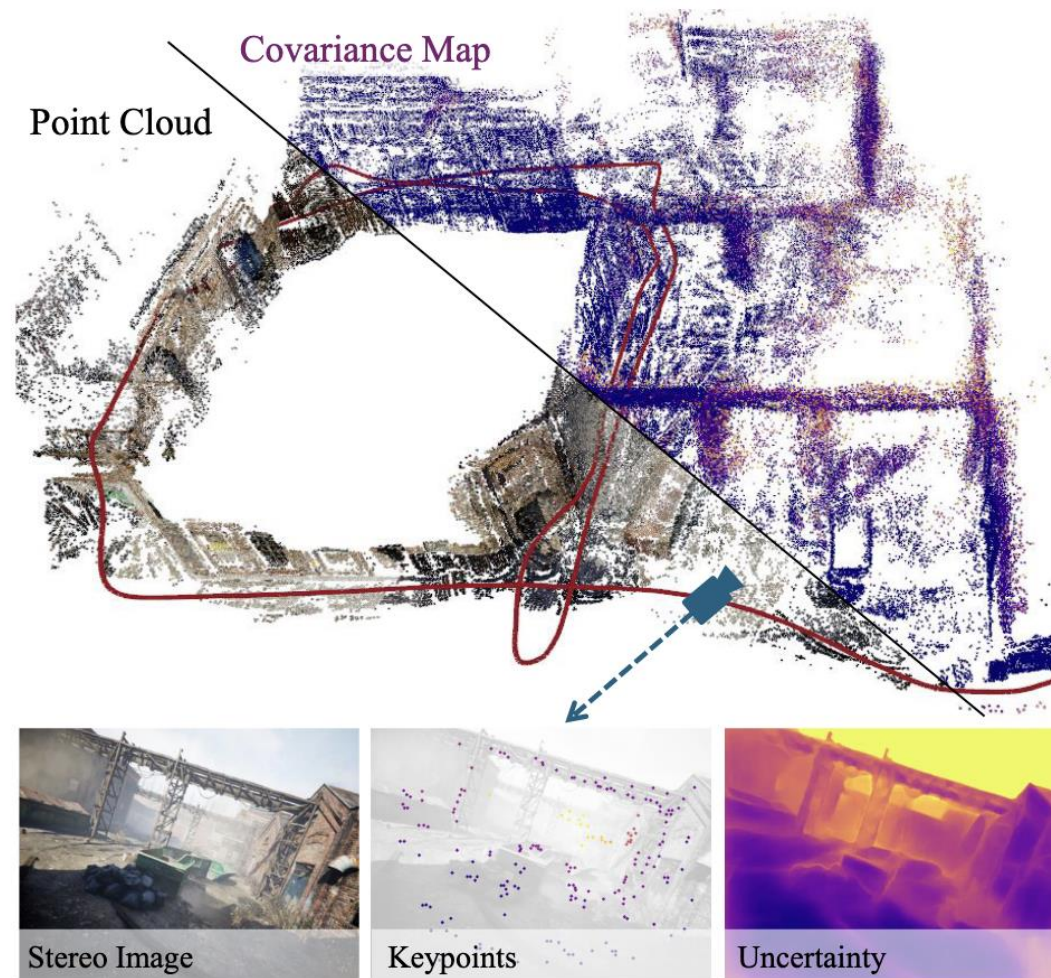 Covariance Map
Point Cloud
Stereo Image
Keypoints
Uncertainty